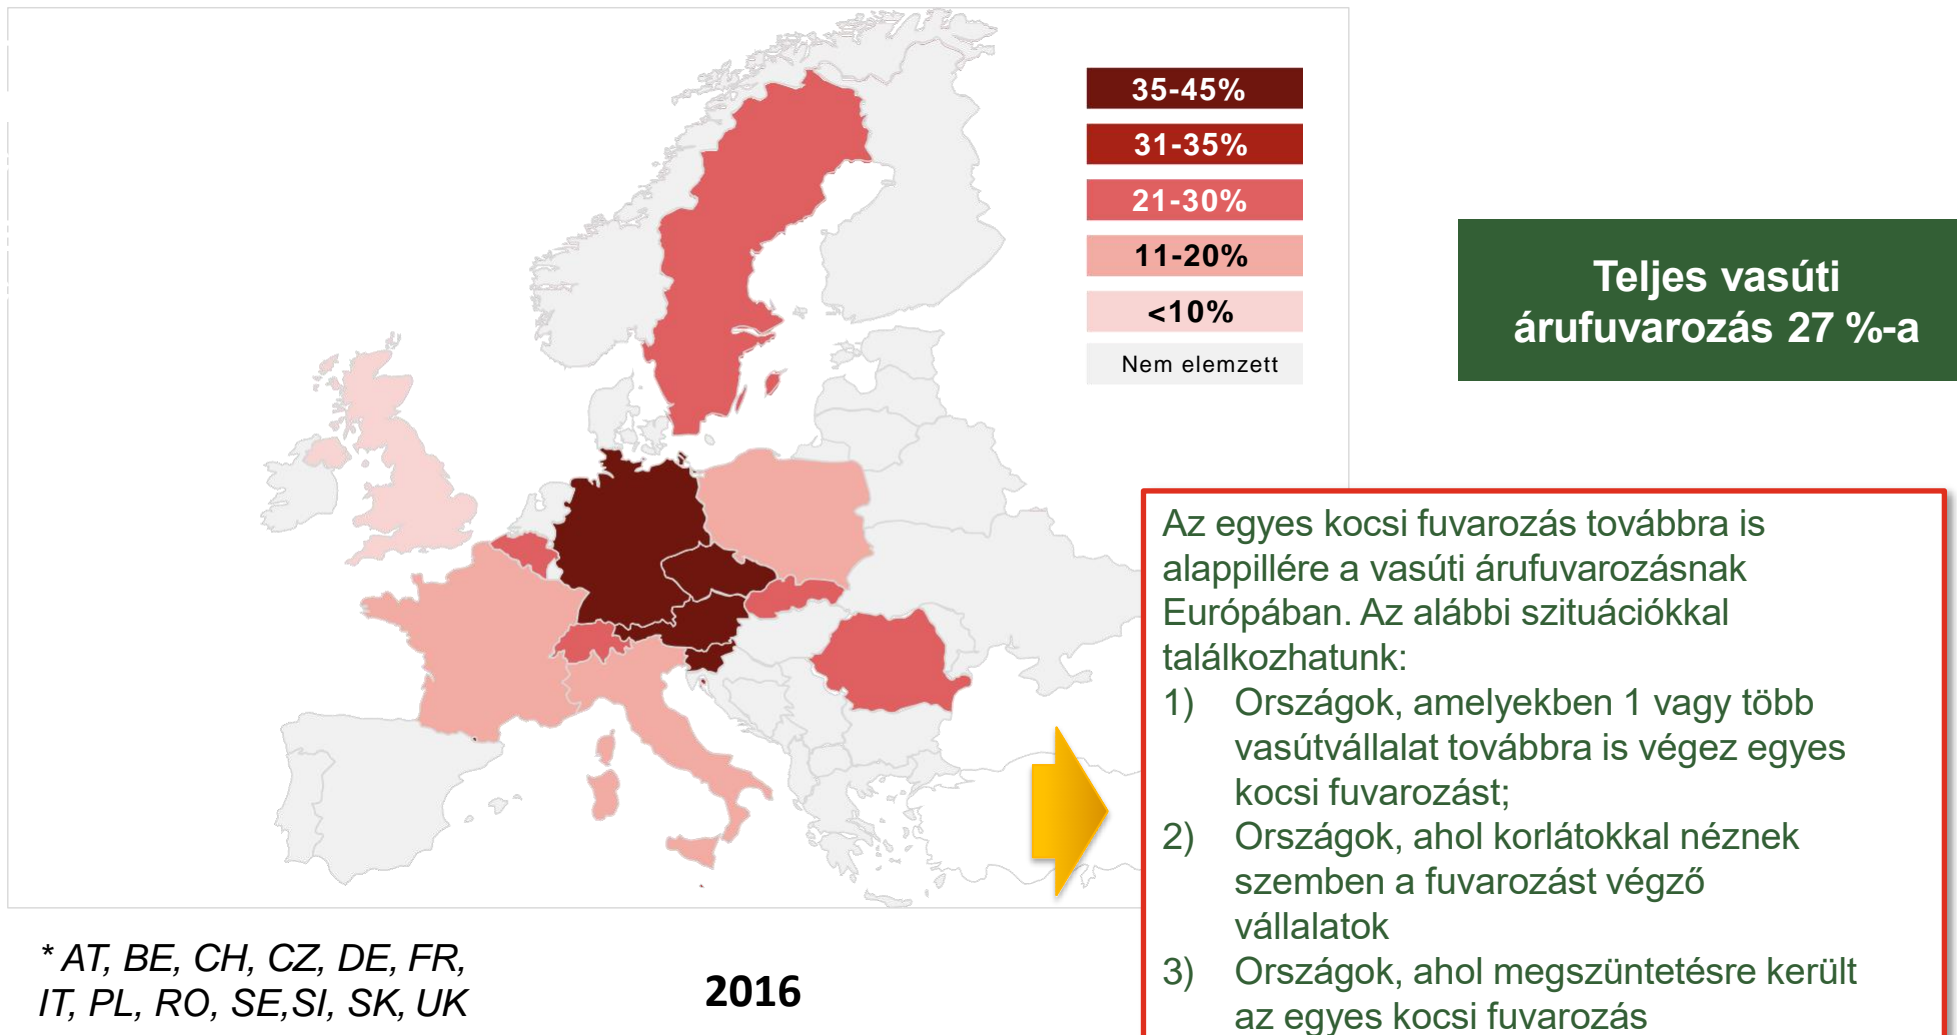 35-45%
31-35%
21-30%
11-20%
<10%
Nem elemzett
Teljes vasúti
árufuvarozás 27 %-a
Az egyes kocsi fuvarozás továbbra is
alappillére a vasúti árufuvarozásnak
Európában. Az alábbi szituációkkal
találkozhatunk:
1) Országok, amelyekben 1 vagy több
vasútvállalat továbbra is végez egyes
kocsi fuvarozást;
2) Országok, ahol korlátokkal néznek
szemben a fuvarozást végző
vállalatok
3) Országok, ahol megszüntetésre került
az egyes kocsi fuvarozás
* AT, BE, CH, CZ, DE, FR,
IT, PL, RO, SE,SI, SK, UK
2016